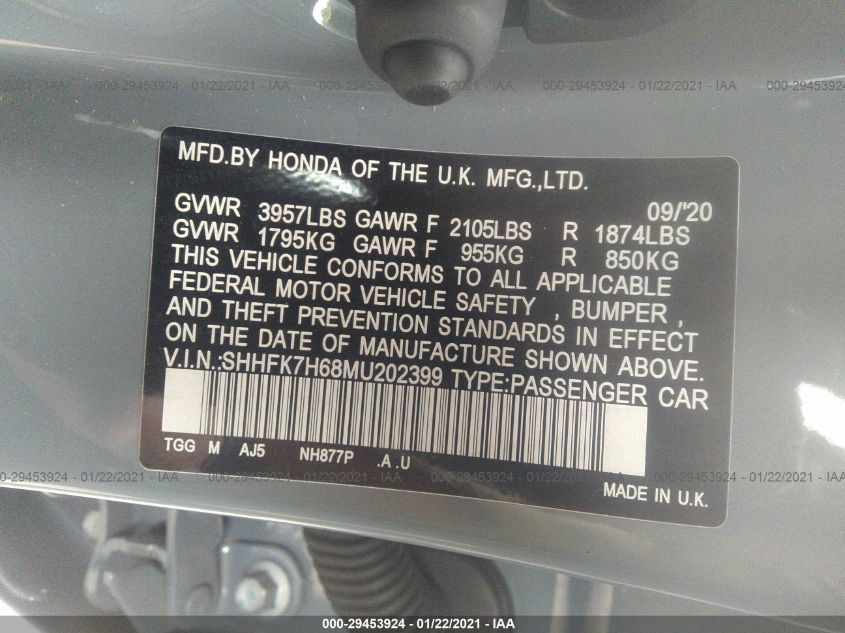 000-29453924 - 01/22/2021 - IAA
MFD.BY HONDA OF THE U.K. MFG.,LTD.
09/'20
GVWR 3957LBS GAWR F 2105LBS R 1874LBS
GVWR 1795KG GAWR F 955KG R 850KG
THIS VEHICLE CONFORMS TO ALL APPLICABLE
FEDERAL MOTOR VEHICLE SAFETY , BUMPER ,
AND THEFT PREVENTION STANDARDS IN EFFECT
ON THE DATE OF MANUFACTURE SHOWN ABOVE.
V.I.N.:SHHFK7H68MU202399 TYPE:PASSENGER CAR
TGG M AJ5 NH877P .A .U
000-29453924 - 01/22/2021 - IAA
MADE IN U.K.
000-29453924 - 01/22/2021 - IAA